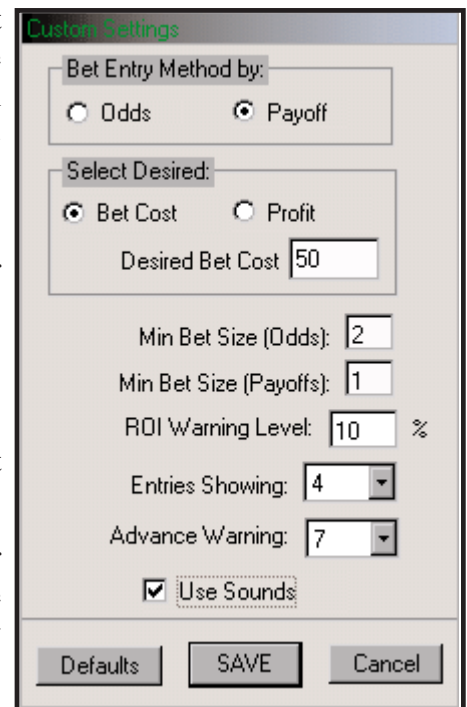 Custom Settings
Bet Entry Method by:
Odds Payoff
Select Desired:
Bet Cost Profit
Desired Bet Cost 50
Min Bet Size (Odds): 2
Min Bet Size (Payoffs): 1
ROI Warning Level: 10 %
Entries Showing: 4
Advance Warning: 7
Use Sounds
Defaults SAVE Cancel